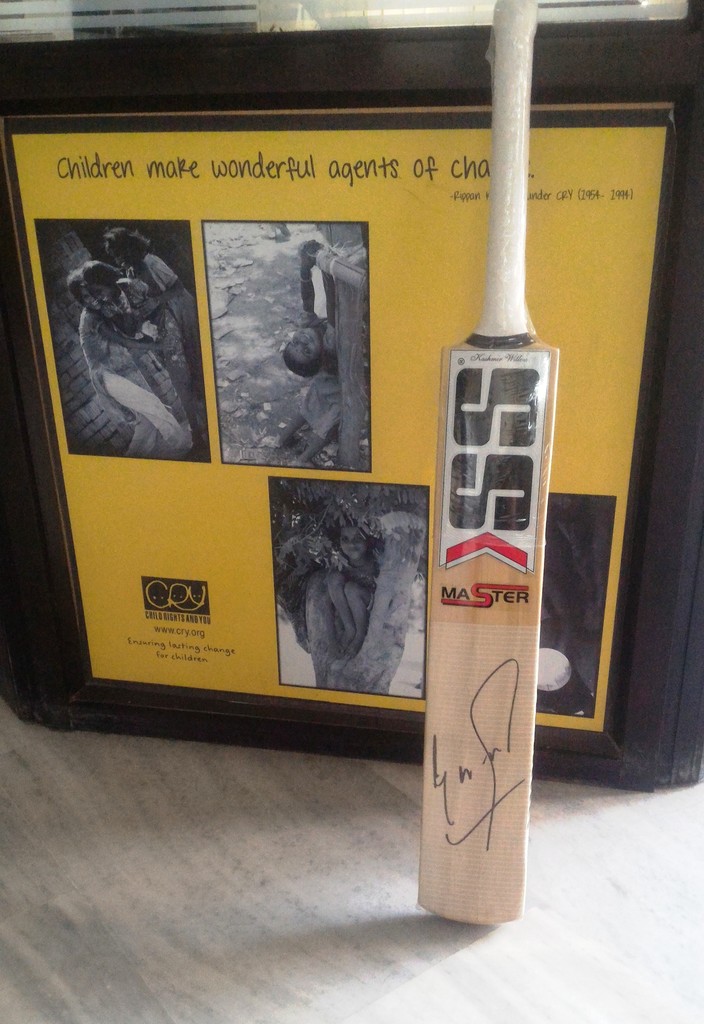 Children make wonderful agents of cha
-Rippan K under CRY (1954- 1994)
Kashmir Willow
®
SS
MASTER
CRY
CHILD RIGHTS AND YOU
www.cry.org
Ensuring lasting change
for children